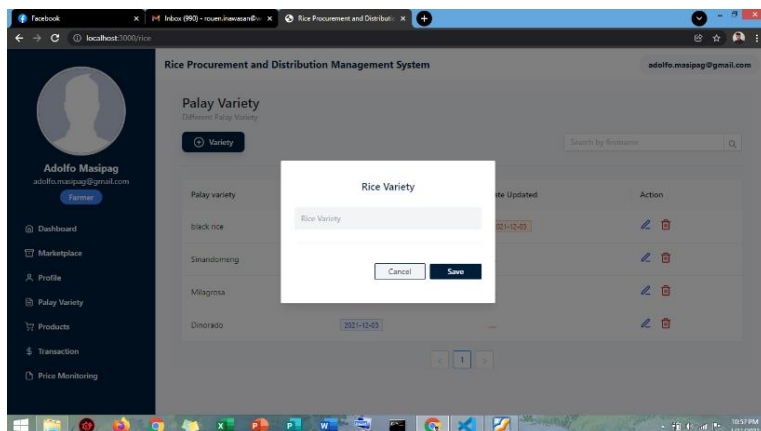 Facebook
Inbox (990) - rouen.inawasan@
Rice Procurement and Distributi
localhost:3000/rice
Rice Procurement and Distribution Management System
adolfo.masipag@gmail.com
Adolfo Masipag
adolfo.masipag@gmail.com
Farmer
Dashboard
Marketplace
Profile
Palay Variety
Products
Transaction
Price Monitoring
Palay Variety
Different Palay Variety
Variety
Search by firstname
Palay variety
te Updated
Action
black rice
021-12-03
Sinandomeng
Milagrosa
Dinorado
2021-12-03
1
Rice Variety
Rice Variety
Cancel
Save
10:57 PM